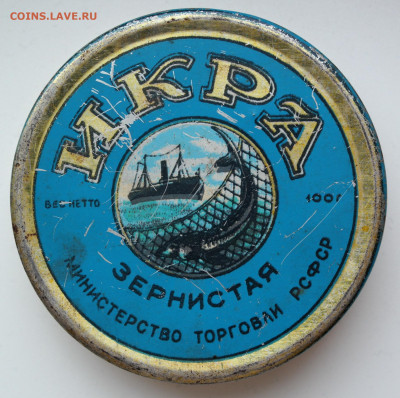 COINS.LAVE.RU
ИКРА
ВЕС НЕТТО 100г
ЗЕРНИСТАЯ
МИНИСТЕРСТВО ТОРГОВЛИ РСФСР